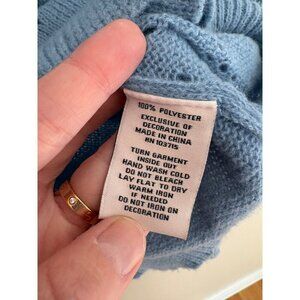 100% POLYESTER
EXCLUSIVE OF
DECORATION
MADE IN CHINA
RN 103715
TURN GARMENT
INSIDE OUT
HAND WASH COLD
DO NOT BLEACH
LAY FLAT TO DRY
WARM IRON
IF NEEDED
DO NOT IRON ON
DECORATION